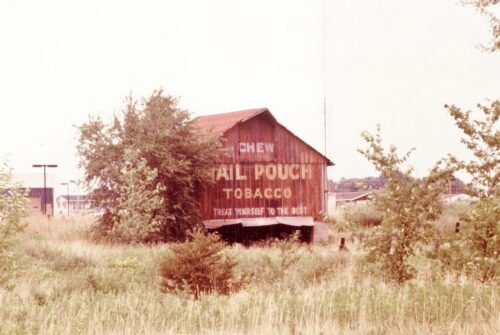 CHEW
AIL POUCH
TOBACCO
TREAT YOURSELF TO THE BEST